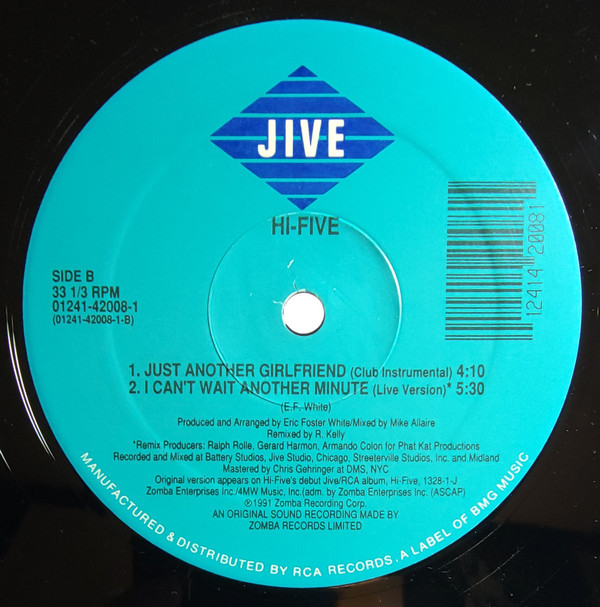 JIVE
HI-FIVE
SIDE B
33 1/3 RPM
01241-42008-1
(01241-42008-1-B)
12414 20081
1. JUST ANOTHER GIRLFRIEND (Club Instrumental) 4:10
2. I CAN'T WAIT ANOTHER MINUTE (Live Version)* 5:30
(E.F. White)
Produced and Arranged by Eric Foster White/Mixed by Mike Allaire
Remixed by R. Kelly
*Remix Producers: Ralph Rolle, Gerard Harmon, Armando Colon for Phat Kat Productions
Recorded and Mixed at Battery Studios, Jive Studio, Chicago, Streeterville Studios, Inc. and Midland
Mastered by Chris Gehringer at DMS, NYC
Original version appears on Hi-Five's debut Jive/RCA album, Hi-Five, 1328-1-J
Zomba Enterprises Inc./4MW Music, Inc.(adm. by Zomba Enterprises Inc. (ASCAP)
℗1991 Zomba Recording Corp.
AN ORIGINAL SOUND RECORDING MADE BY
ZOMBA RECORDS LIMITED
MANUFACTURED & DISTRIBUTED BY RCA RECORDS. A LABEL OF BMG MUSIC